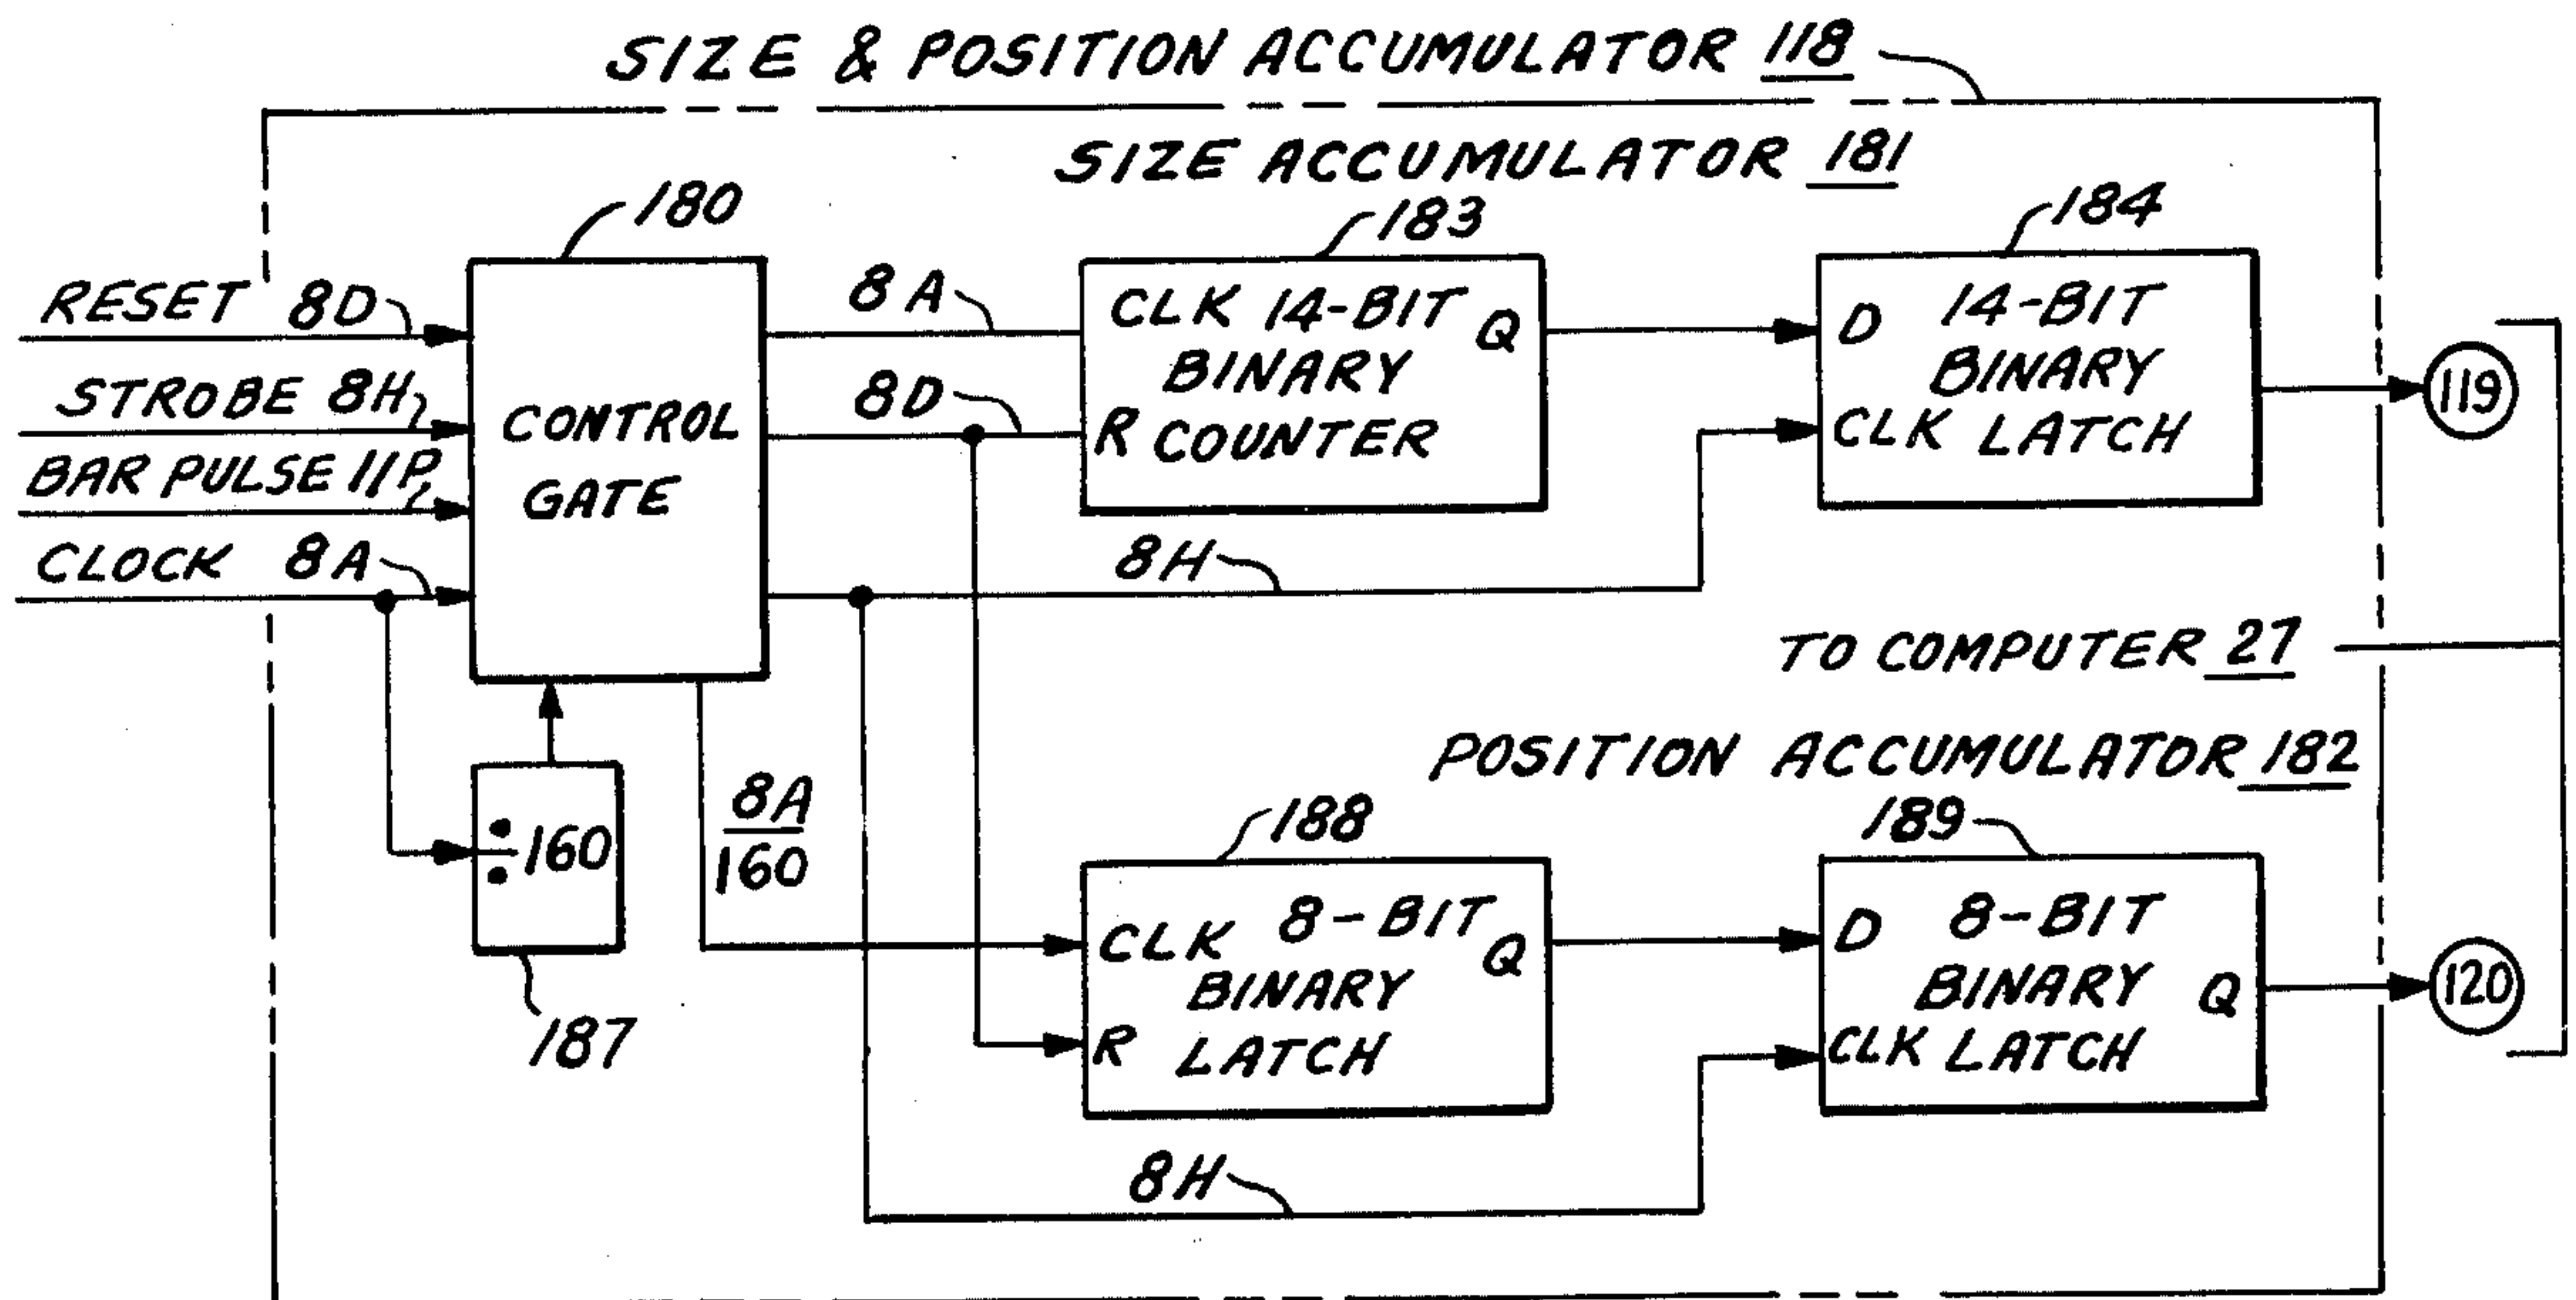 SIZE & POSITION ACCUMULATOR 118
SIZE ACCUMULATOR 181
180
183
184
RESET 8D
STROBE 8H
BAR PULSE 11P
CLOCK 8A
CONTROL
GATE
8A
8D
8H
CLK 14-BIT Q
BINARY
R COUNTER
D 14-BIT
BINARY
CLK LATCH
119
TO COMPUTER 27
POSITION ACCUMULATOR 182
÷ 160
187
8A
160
188
189
CLK 8-BIT Q
BINARY
R LATCH
D 8-BIT
BINARY Q
CLK LATCH
120
8H